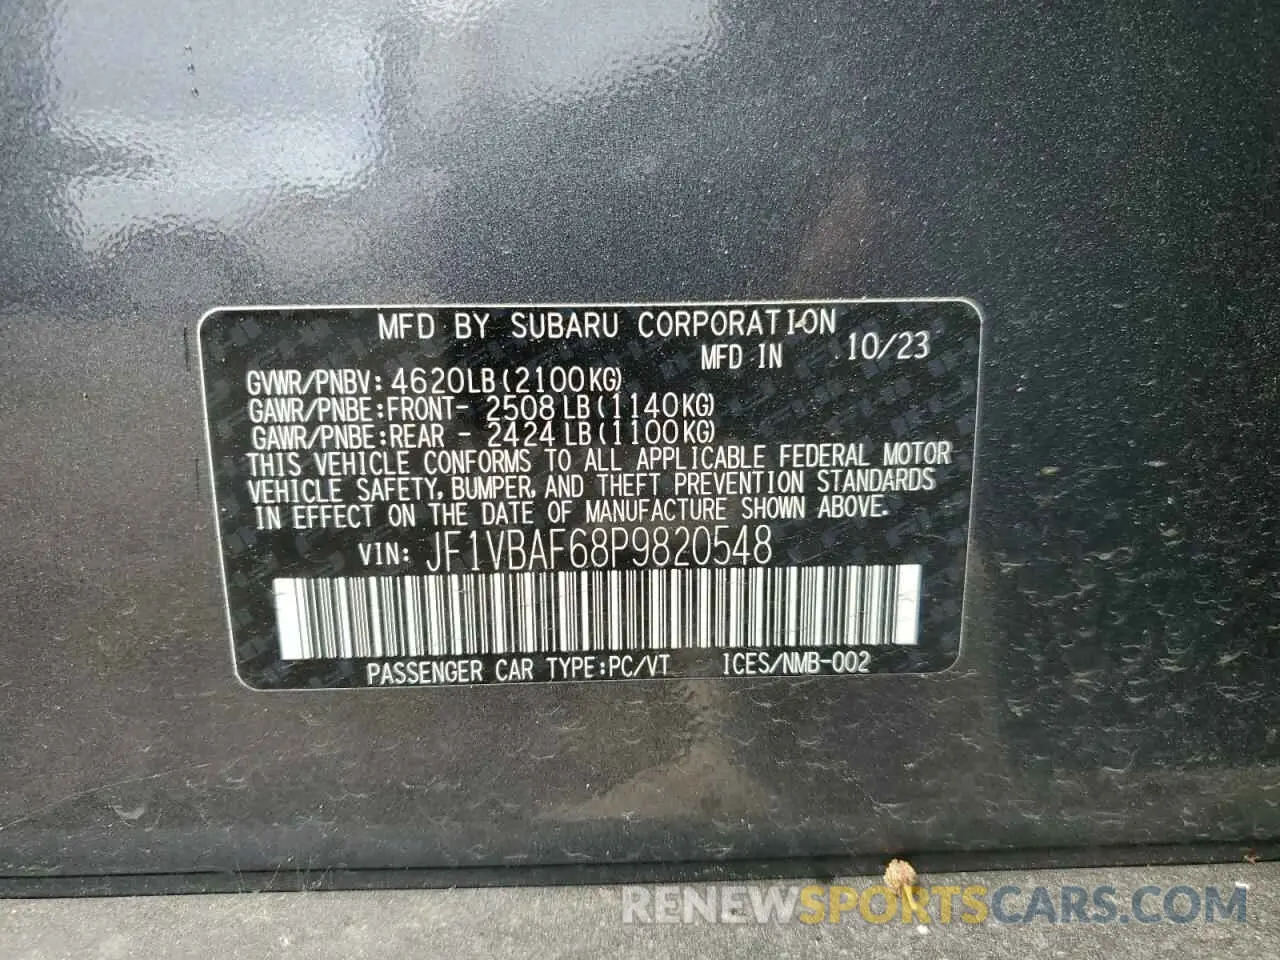 MFD BY SUBARU CORPORATION
MFD IN 10/23
GVWR/PNBV: 4620LB (2100KG)
GAWR/PNBE:FRONT- 2508 LB (1140KG)
GAWR/PNBE:REAR - 2424 LB (1100KG)
THIS VEHICLE CONFORMS TO ALL APPLICABLE FEDERAL MOTOR
VEHICLE SAFETY, BUMPER, AND THEFT PREVENTION STANDARDS
IN EFFECT ON THE DATE OF MANUFACTURE SHOWN ABOVE.
VIN: JF1VBAF68P9820548
PASSENGER CAR TYPE:PC/VT ICES/NMB-002
RENEWSPORTSCARS.COM